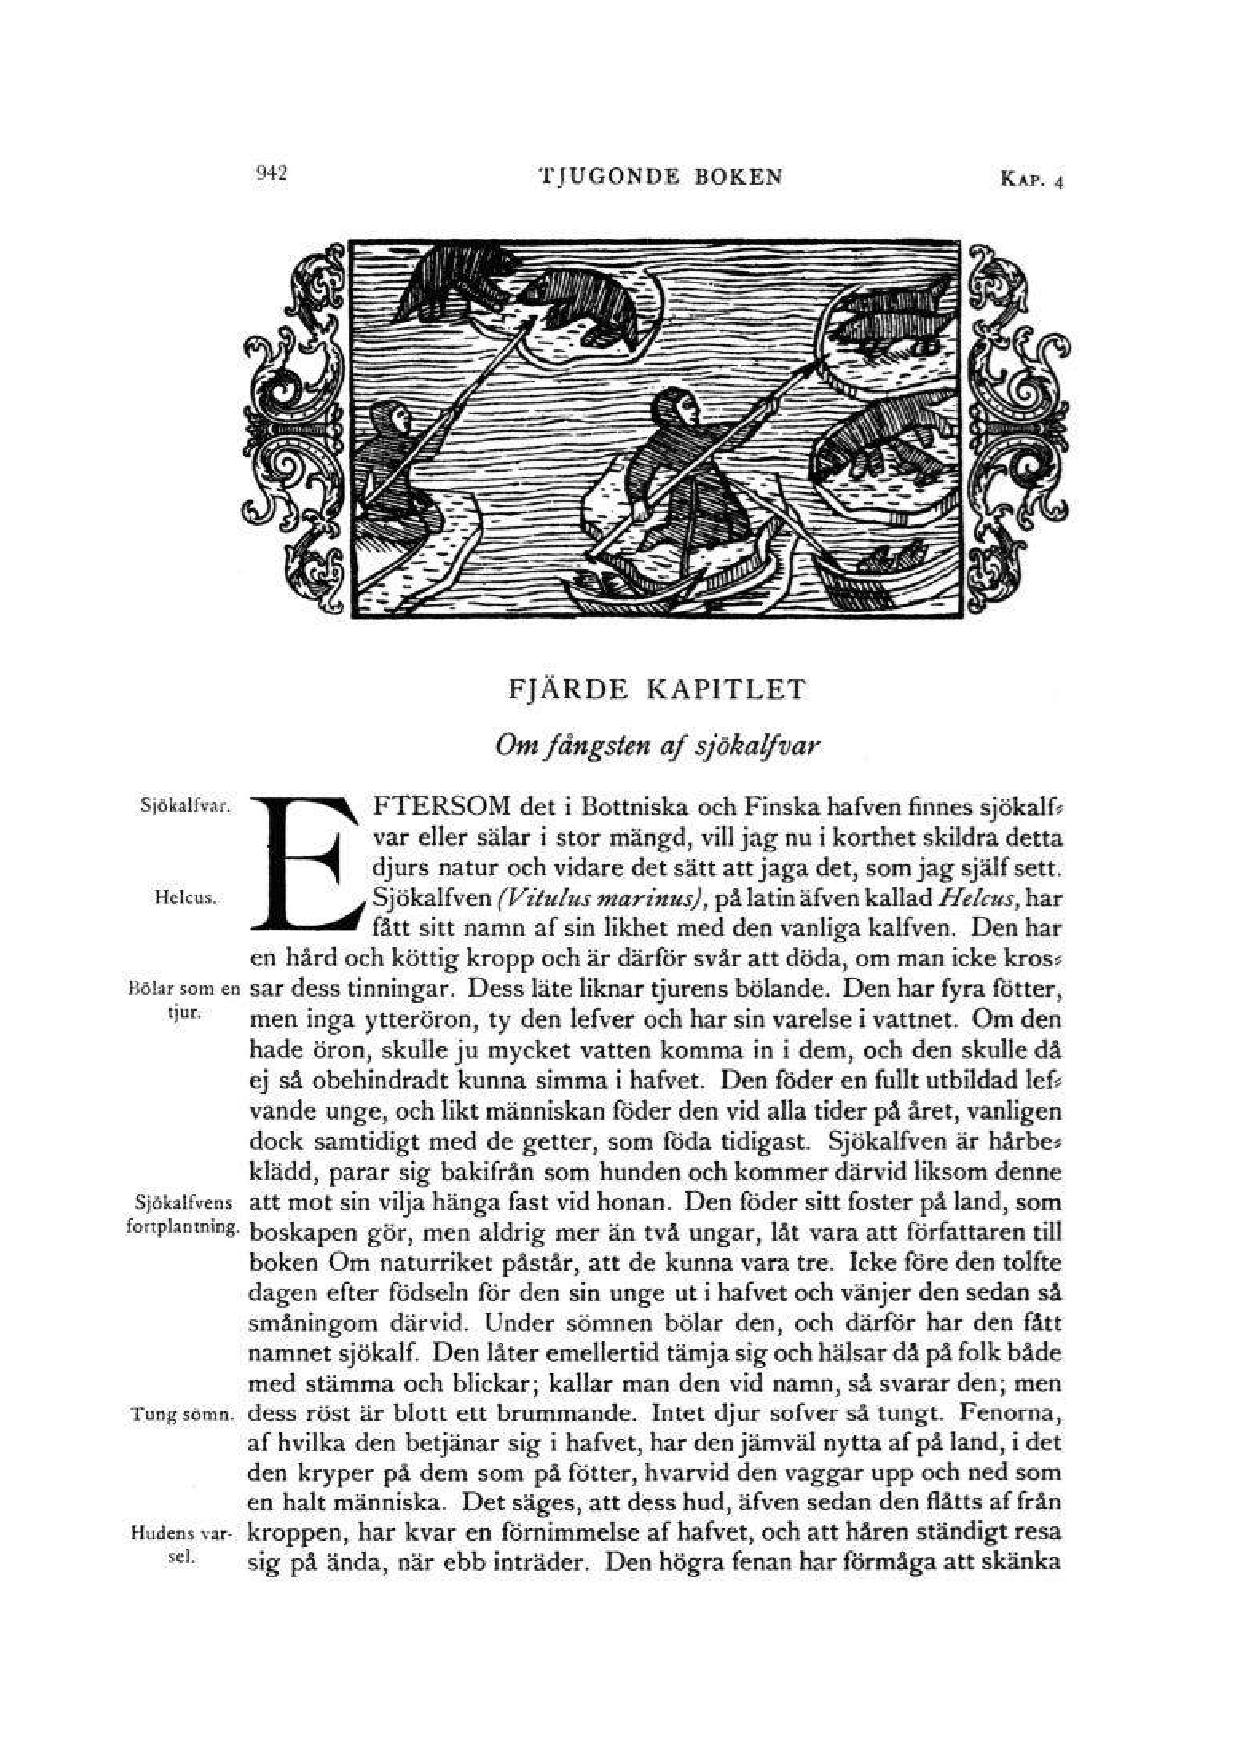 942
TJUGONDE BOKEN
KAP. 4
FJÄRDE KAPITLET
Om fångsten af sjökalfvar
Sjökalfvar.
EFTERSOM det i Bottniska och Finska hafven finnes sjökalf-
var eller sälar i stor mängd, vill jag nu i korthet skildra detta
djurs natur och vidare det sätt att jaga det, som jag själf sett.
Helcus.
Sjökalfven (Vitulus marinus), på latin äfven kallad Helcus, har
fått sitt namn af sin likhet med den vanliga kalfven. Den har
en hård och köttig kropp och är därför svår att döda, om man icke kros-
Bölar som en
tjur.
sar dess tinningar. Dess läte liknar tjurens bölande. Den har fyra fötter,
men inga ytteröron, ty den lefver och har sin varelse i vattnet. Om den
hade öron, skulle ju mycket vatten komma in i dem, och den skulle då
ej så obehindradt kunna simma i hafvet. Den föder en fullt utbildad lef-
vande unge, och likt människan föder den vid alla tider på året, vanligen
dock samtidigt med de getter, som föda tidigast. Sjökalfven är hårbe-
klädd, parar sig bakifrån som hunden och kommer därvid liksom denne
Sjökalfvens
fortplantning.
att mot sin vilja hänga fast vid honan. Den föder sitt foster på land, som
boskapen gör, men aldrig mer än två ungar, låt vara att författaren till
boken Om naturriket påstår, att de kunna vara tre. Icke före den tolfte
dagen efter födseln för den sin unge ut i hafvet och vänjer den sedan så
småningom därvid. Under sömnen bölar den, och därför har den fått
namnet sjökalf. Den låter emellertid tämja sig och hälsar då på folk både
med stämma och blickar; kallar man den vid namn, så svarar den; men
Tung sömn.
dess röst är blott ett brummande. Intet djur sofver så tungt. Fenorna,
af hvilka den betjänar sig i hafvet, har den jämväl nytta af på land, i det
den kryper på dem som på fötter, hvarvid den vaggar upp och ned som
en halt människa. Det säges, att dess hud, äfven sedan den flåtts af från
Hudens var-
sel.
kroppen, har kvar en förnimmelse af hafvet, och att håren ständigt resa
sig på ända, när ebb inträder. Den högra fenan har förmåga att skänka